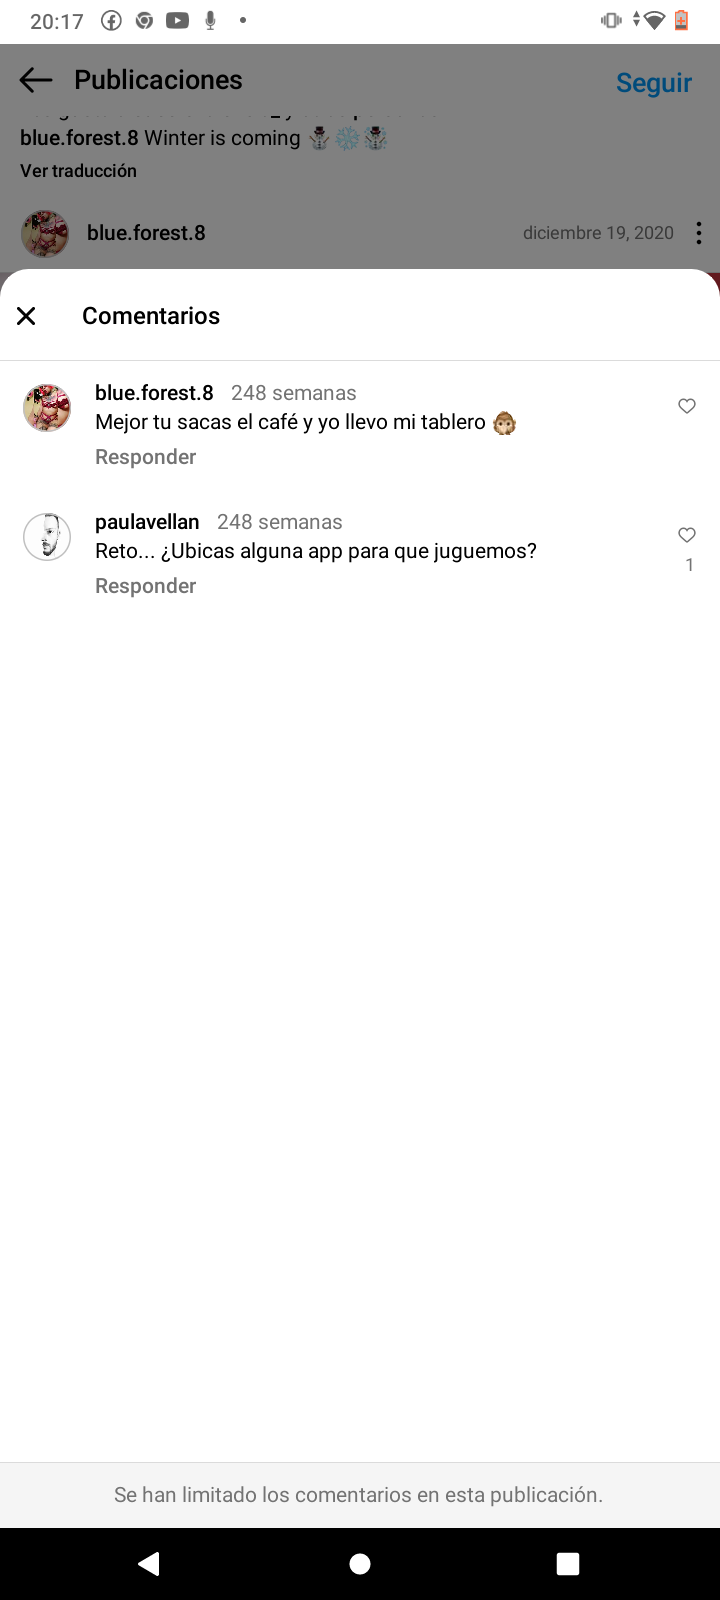 20:17
Publicaciones
Seguir
blue.forest.8 Winter is coming ⛄❄️☃️
Ver traducción
blue.forest.8
diciembre 19, 2020
Comentarios
blue.forest.8 248 semanas
Mejor tu sacas el café y yo llevo mi tablero 🙊
Responder
paulavellan 248 semanas
Reto... ¿Ubicas alguna app para que juguemos?
1
Responder
Se han limitado los comentarios en esta publicación.